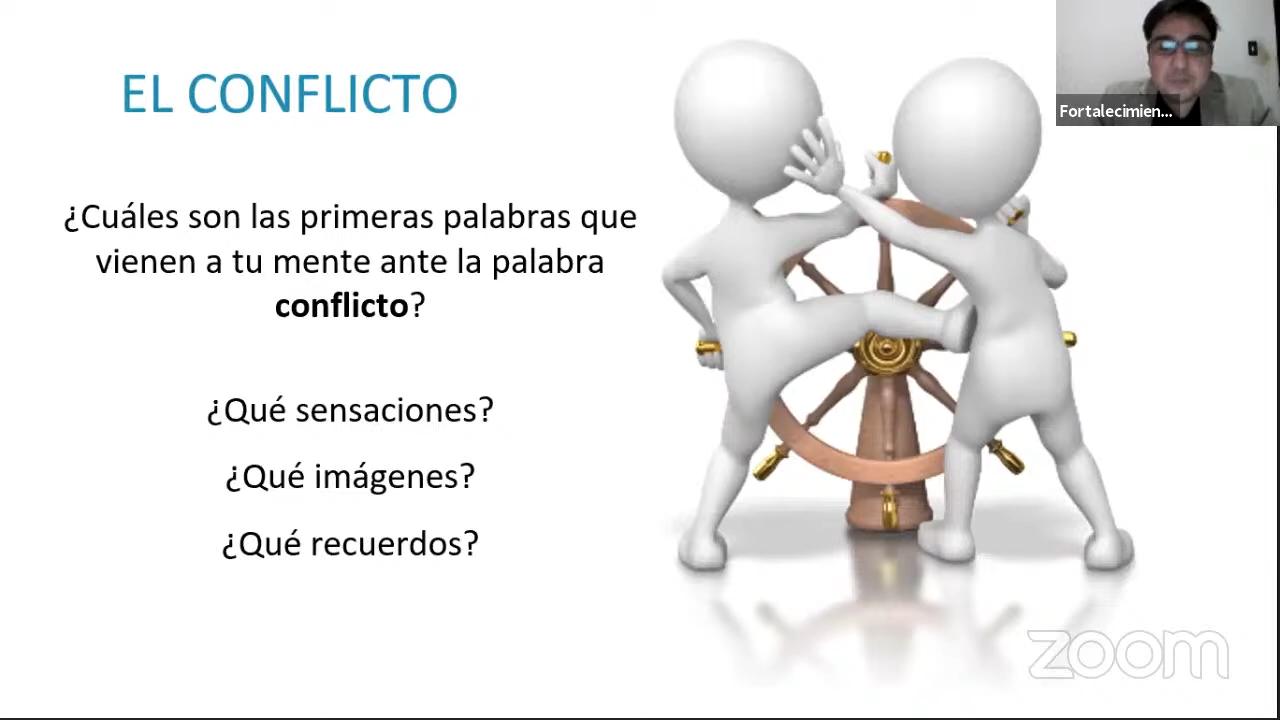 EL CONFLICTO
¿Cuáles son las primeras palabras que
vienen a tu mente ante la palabra
conflicto?
¿Qué sensaciones?
¿Qué imágenes?
¿Qué recuerdos?
Fortalecimien...
zoom